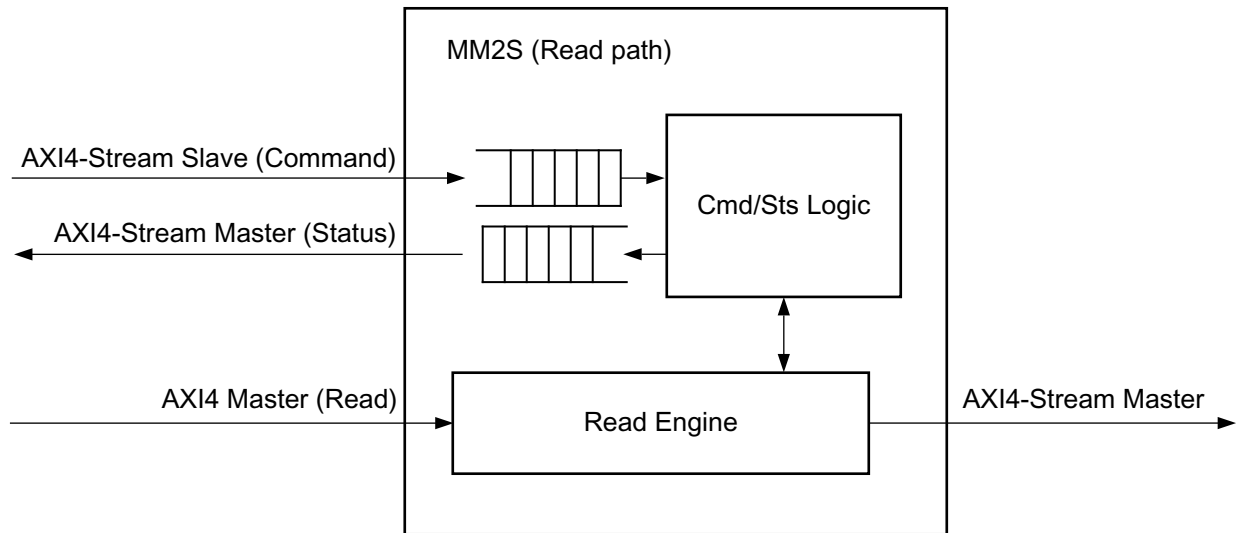 MM2S (Read path)
AXI4-Stream Slave (Command)
Cmd/Sts Logic
AXI4-Stream Master (Status)
AXI4 Master (Read)
Read Engine
AXI4-Stream Master